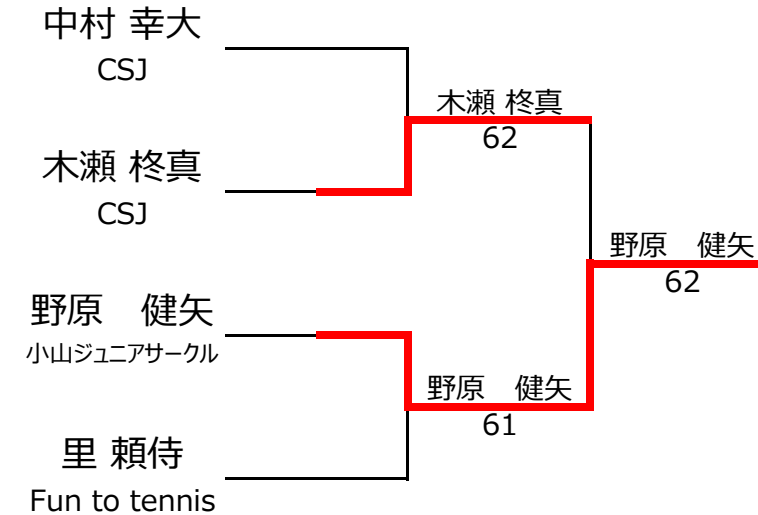 中村 幸大
CSJ
木瀬 柊真
62
木瀬 柊真
CSJ
野原　健矢
62
野原　健矢
小山ジュニアサークル
野原　健矢
61
里 頼侍
Fun to tennis